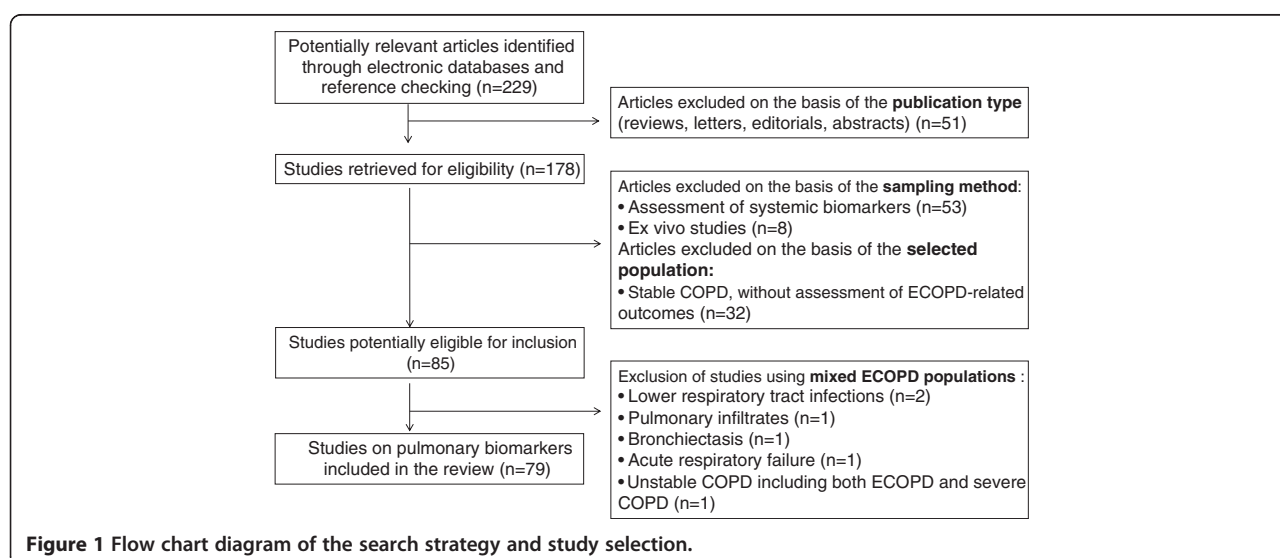 Potentially relevant articles identified
through electronic databases and
reference checking (n=229)
Articles excluded on the basis of the publication type
(reviews, letters, editorials, abstracts) (n=51)
Studies retrieved for eligibility (n=178)
Articles excluded on the basis of the sampling method:
• Assessment of systemic biomarkers (n=53)
• Ex vivo studies (n=8)
Articles excluded on the basis of the selected
population:
• Stable COPD, without assessment of ECOPD-related
outcomes (n=32)
Studies potentially eligible for inclusion
(n=85)
Exclusion of studies using mixed ECOPD populations :
• Lower respiratory tract infections (n=2)
• Pulmonary infiltrates (n=1)
• Bronchiectasis (n=1)
• Acute respiratory failure (n=1)
• Unstable COPD including both ECOPD and severe
COPD (n=1)
Studies on pulmonary biomarkers
included in the review (n=79)
Figure 1 Flow chart diagram of the search strategy and study selection.